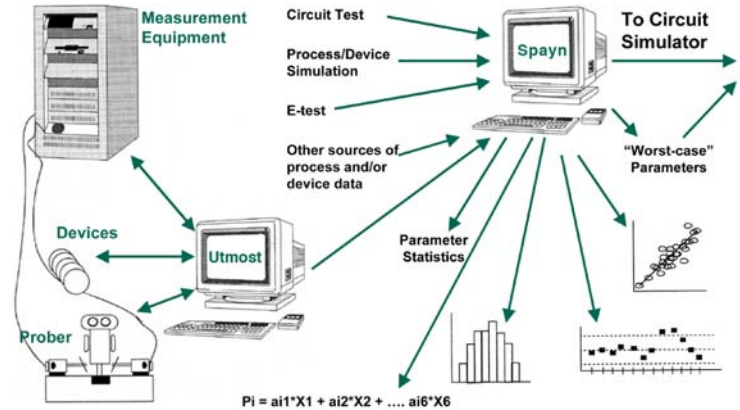 Measurement
Equipment
Circuit Test
Process/Device
Simulation
E-test
Other sources of
process and/or
device data
Spayn
To Circuit
Simulator
“Worst-case”
Parameters
Devices
Utmost
Prober
Parameter
Statistics
Pi = ai1*X1 + ai2*X2 + .... ai6*X6